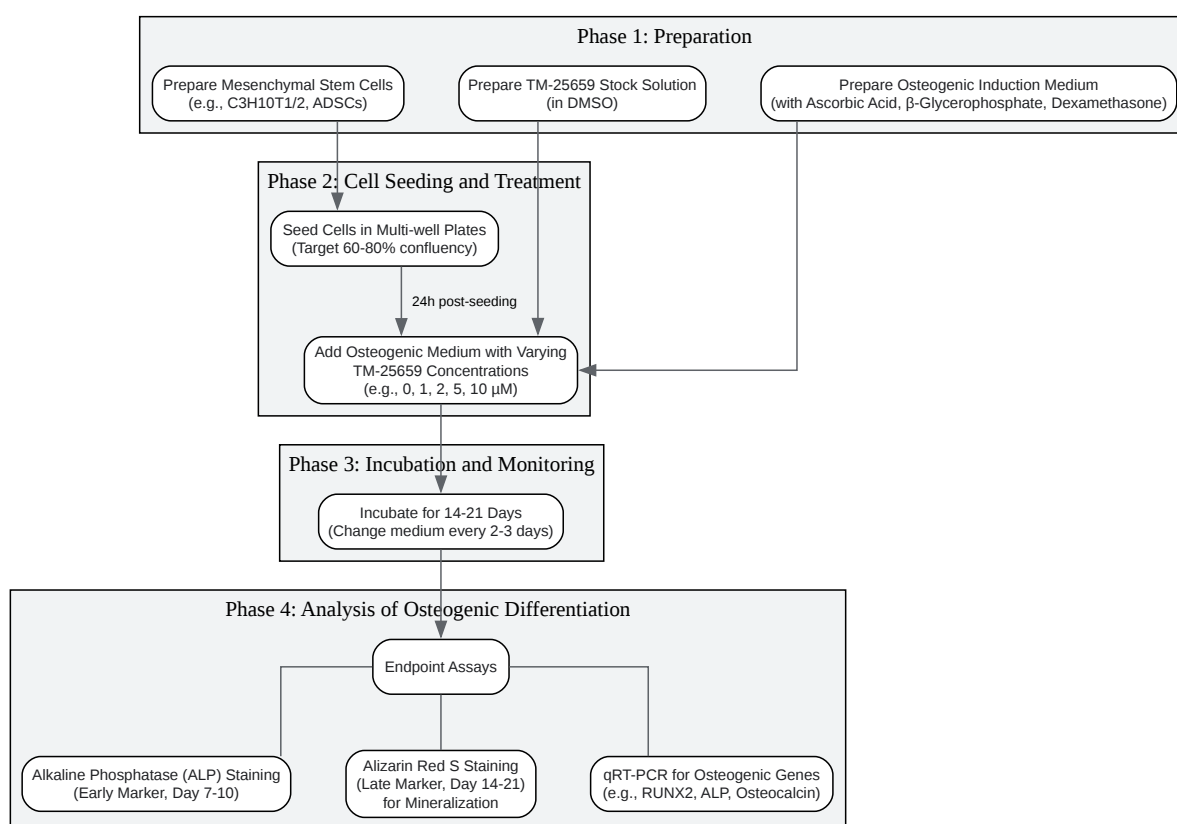 Phase 1: Preparation
Prepare Mesenchymal Stem Cells
(e.g., C3H10T1/2, ADSCs)
Prepare TM-25659 Stock Solution
(in DMSO)
Prepare Osteogenic Induction Medium
(with Ascorbic Acid, β-Glycerophosphate, Dexamethasone)
Phase 2: Cell Seeding and Treatment
Seed Cells in Multi-well Plates
(Target 60-80% confluency)
24h post-seeding
Add Osteogenic Medium with Varying
TM-25659 Concentrations
(e.g., 0, 1, 2, 5, 10 µM)
Phase 3: Incubation and Monitoring
Incubate for 14-21 Days
(Change medium every 2-3 days)
Phase 4: Analysis of Osteogenic Differentiation
Endpoint Assays
Alkaline Phosphatase (ALP) Staining
(Early Marker, Day 7-10)
Alizarin Red S Staining
(Late Marker, Day 14-21)
for Mineralization
qRT-PCR for Osteogenic Genes
(e.g., RUNX2, ALP, Osteocalcin)